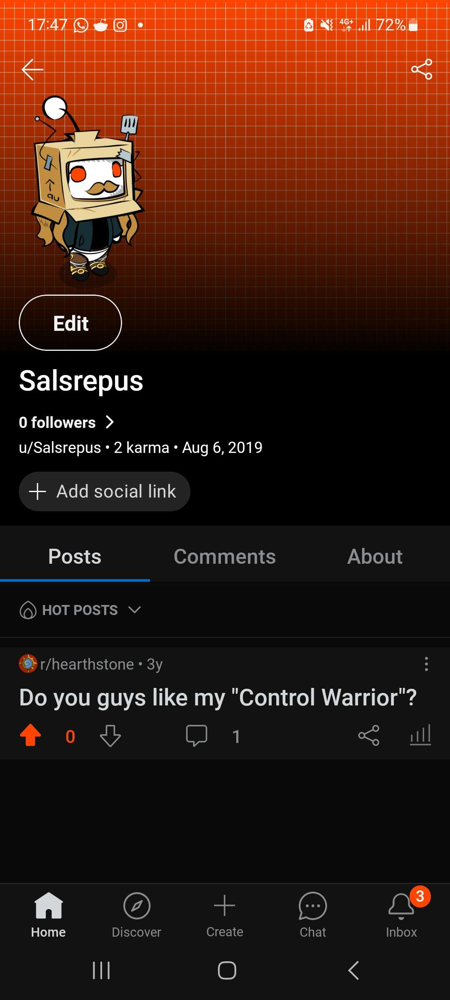 17:47 4G+ 72%
au
Edit
Salsrepus
0 followers
u/Salsrepus • 2 karma • Aug 6, 2019
Add social link
Posts Comments About
HOT POSTS
r/hearthstone • 3y
Do you guys like my "Control Warrior"?
0 1
3
Home Discover Create Chat Inbox